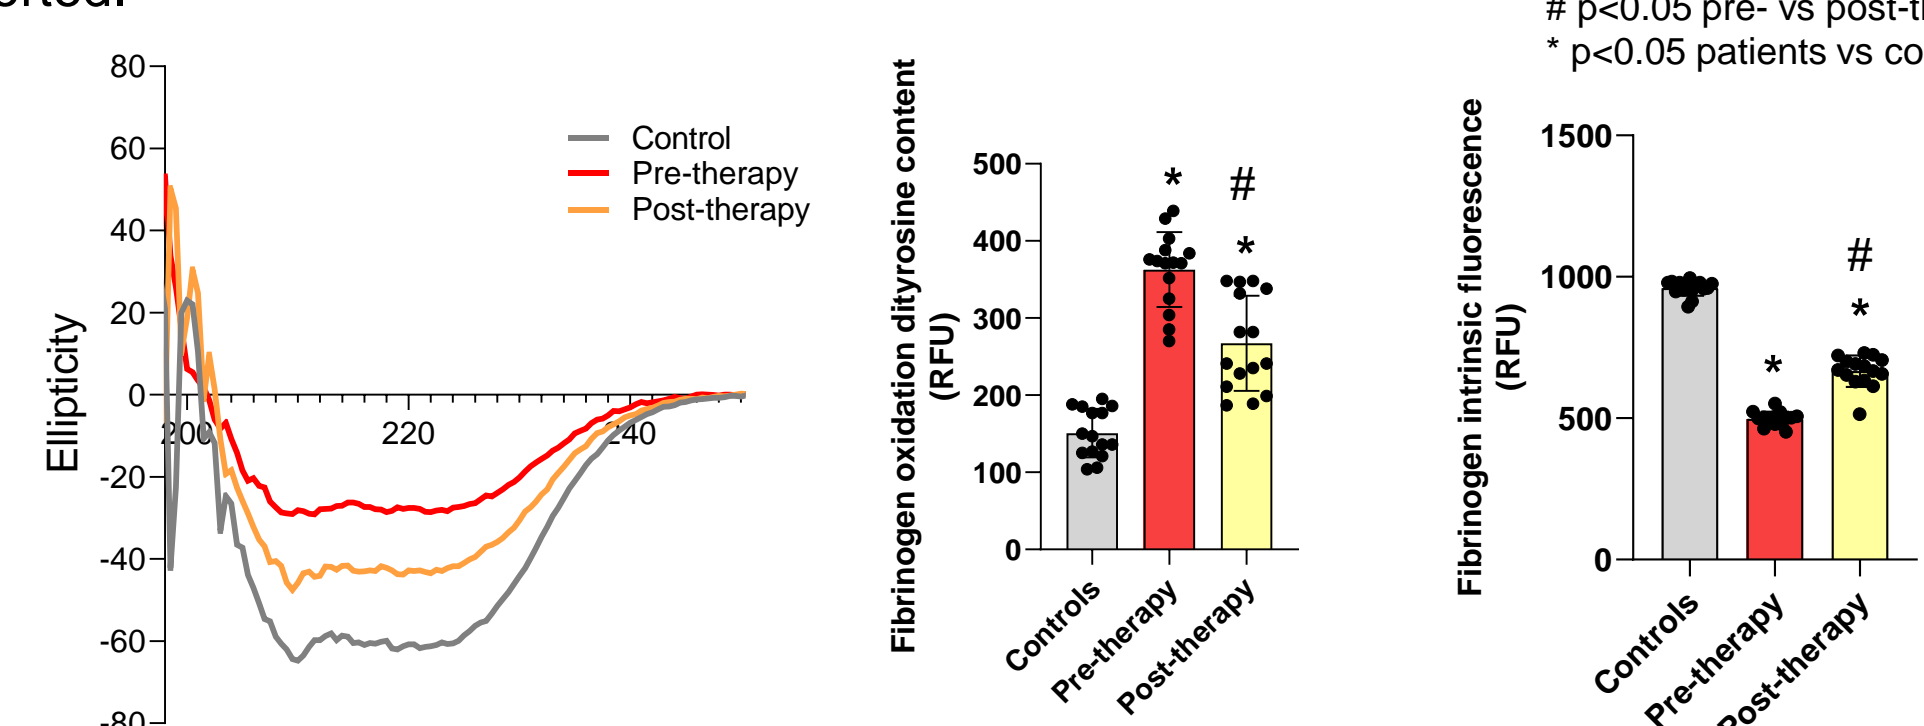 # p<0.05 pre- vs post-
* p<0.05 patients vs
80
60
40
20
0
-20
-40
-60
-80
Ellipticity
200
220
240
Control
Pre-therapy
Post-therapy
Fibrinogen oxidation dityrosine content
(RFU)
500
400
300
200
100
0
*
#
*
Controls
Pre-therapy
Post-therapy
Fibrinogen intrinsic fluorescence
(RFU)
1500
1000
500
0
*
#
*
Controls
Pre-therapy
Post-therapy